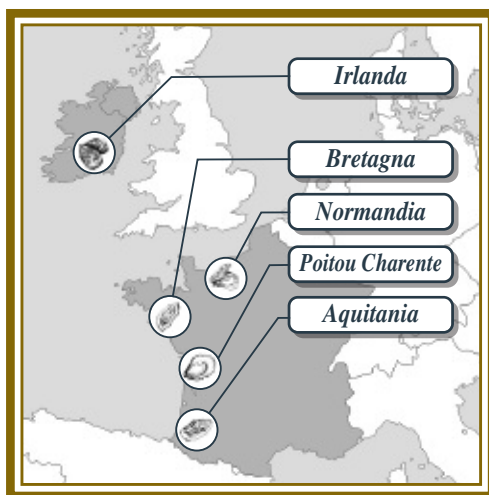 Irlanda
Bretagna
Normandia
Poitou Charente
Aquitania